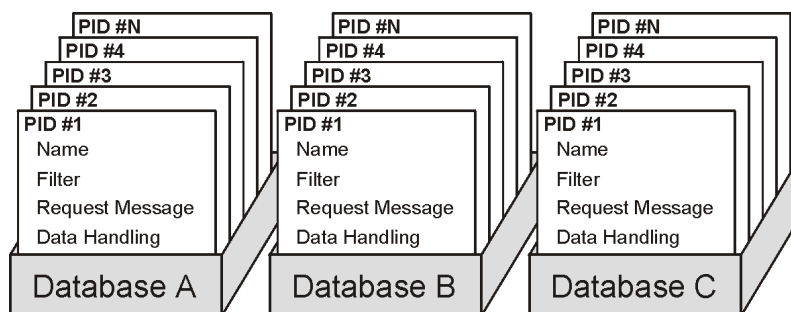 PID #N
PID #4
PID #3
PID #2
PID #1
Name
Filter
Request Message
Data Handling
Database A
PID #N
PID #4
PID #3
PID #2
PID #1
Name
Filter
Request Message
Data Handling
Database B
PID #N
PID #4
PID #3
PID #2
PID #1
Name
Filter
Request Message
Data Handling
Database C